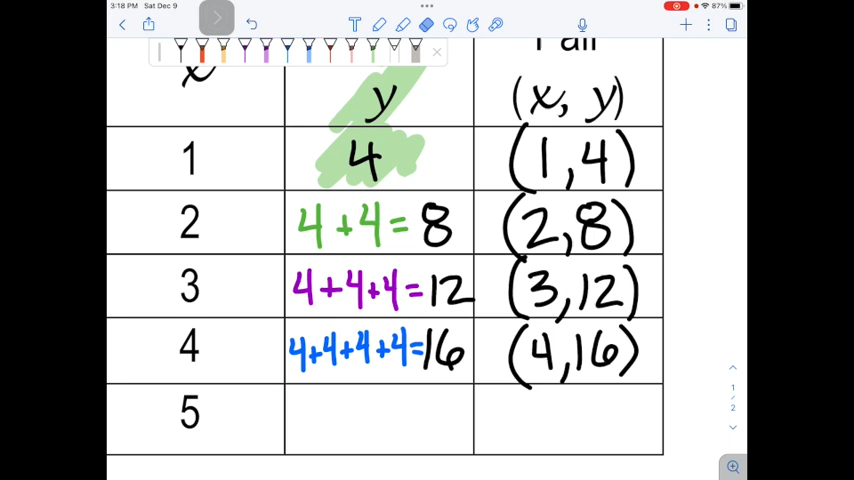 3:18 PM Sat Dec 9
87%
T
Pair
x y (x, y)
1 4 (1,4)
2 4+4= 8 (2,8)
3 4+4+4=12 (3,12)
4 4+4+4+4=16 (4,16)
5
1
/
2